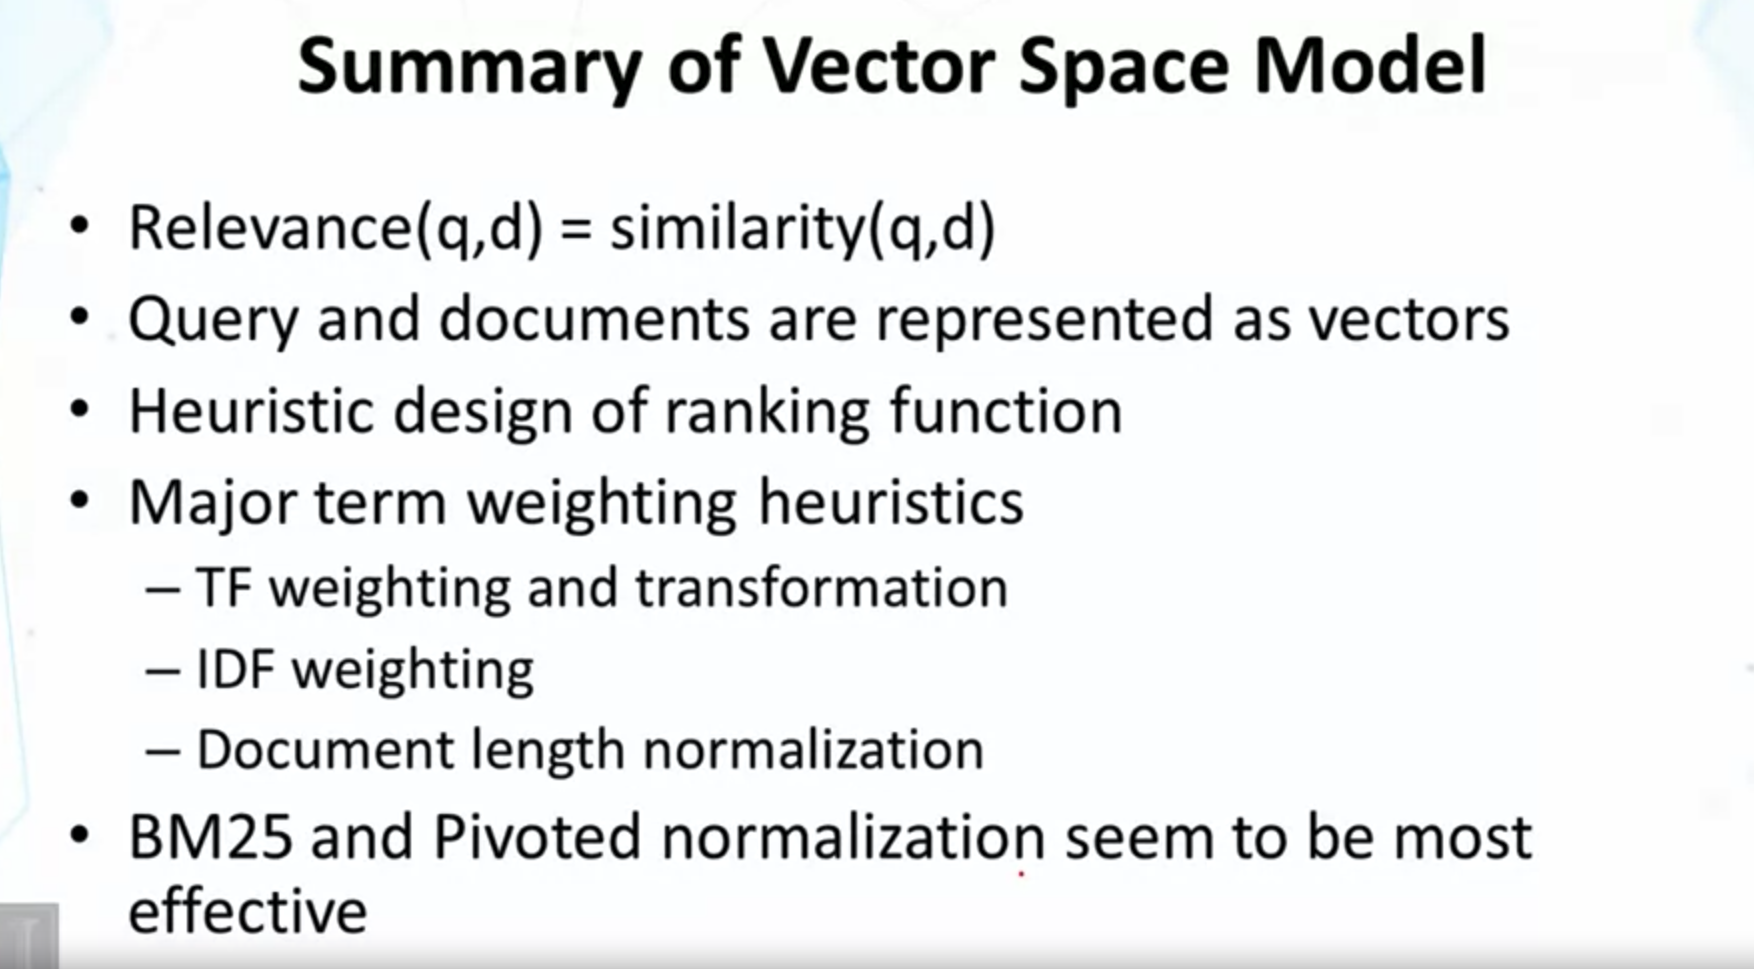 Summary of Vector Space Model
• Relevance(q,d) = similarity(q,d)
• Query and documents are represented as vectors
• Heuristic design of ranking function
• Major term weighting heuristics
– TF weighting and transformation
– IDF weighting
– Document length normalization
• BM25 and Pivoted normalization seem to be most
effective